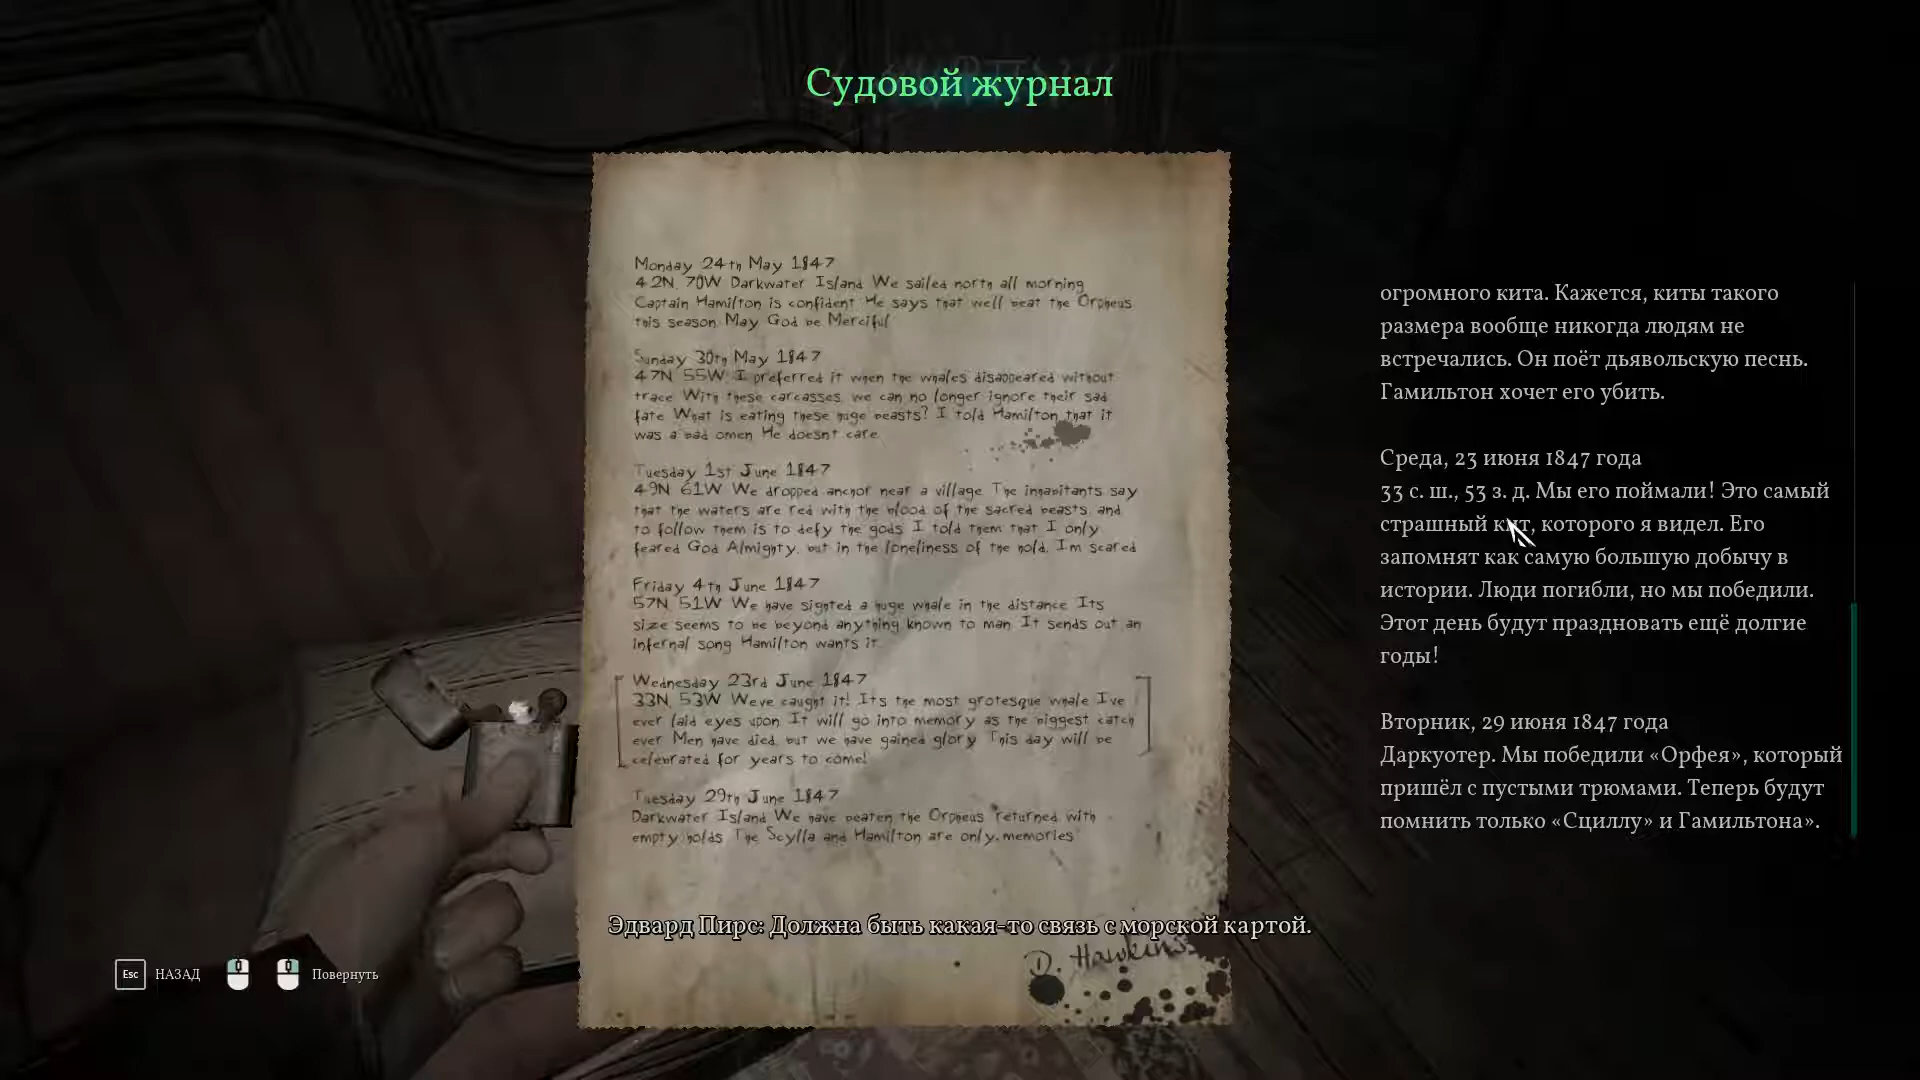 Судовой журнал
Monday 24th May 1847
42N, 70W Darkwater Island We sailed north all morning
Captain Hamilton is confident He says that well beat the Orpheus
this season May God be Merciful
Sunday 30th May 1847
47N 55W I preferred it when the whales disappeared without
trace With these carcasses, we can no longer ignore their sad
fate What is eating these huge beasts? I told Hamilton that it
was a bad omen He doesnt care
Tuesday 1st June 1847
49N 61W We dropped anchor near a village The inhabitants say
that the waters are red with the blood of the sacred beasts, and
to follow them is to defy the gods I told them that I only
feared God Almighty, but in the loneliness of the hold, Im scared
Friday 4th June 1847
57N, 51W We have sighted a huge whale in the distance Its
size seems to be beyond anything known to man It sends out an
infernal song Hamilton wants it
Wednesday 23rd June 1847
33N, 53W Weve caught it! Its the most grotesque whale I've
ever laid eyes upon It will go into memory as the biggest catch
ever Men have died, but we have gained glory This day will be
celebrated for years to come!
Tuesday 29th June 1847
Darkwater Island We have beaten the Orpheus returned with
empty holds The Scylla and Hamilton are only memories
D. Hawkins
огромного кита. Кажется, киты такого
размера вообще никогда людям не
встречались. Он поёт дьявольскую песнь.
Гамильтон хочет его убить.
Среда, 23 июня 1847 года
33 с. ш., 53 з. д. Мы его поймали! Это самый
страшный кит, которого я видел. Его
запомнят как самую большую добычу в
истории. Люди погибли, но мы победили.
Этот день будут праздновать ещё долгие
годы!
Вторник, 29 июня 1847 года
Даркуотер. Мы победили «Орфея», который
пришёл с пустыми трюмами. Теперь будут
помнить только «Сциллу» и Гамильтона».
Эдвард Пирс: Должна быть какая-то связь с морской картой.
Esc НАЗАД Повернуть